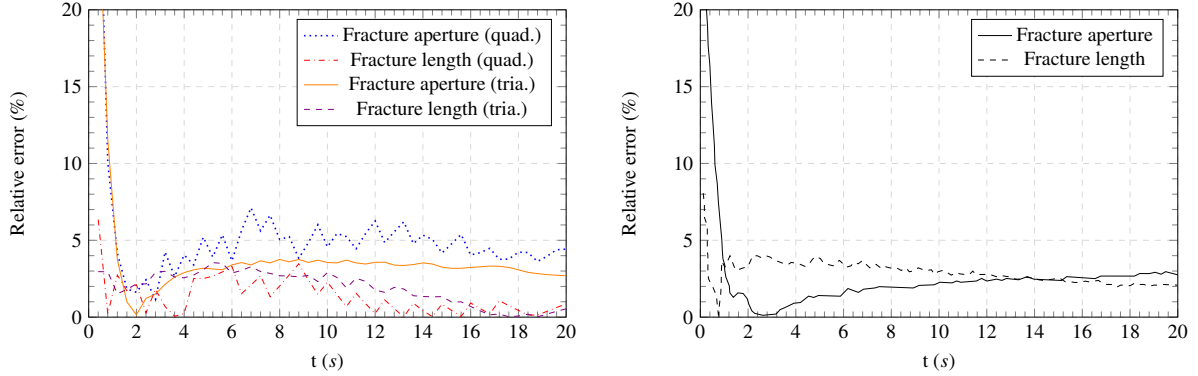 Relative error (%)
20
15
10
5
0
Fracture aperture (quad.)
Fracture length (quad.)
Fracture aperture (tria.)
Fracture length (tria.)
0 2 4 6 8 10 12 14 16 18 20
t (s)
Relative error (%)
20
15
10
5
0
Fracture aperture
Fracture length
0 2 4 6 8 10 12 14 16 18 20
t (s)